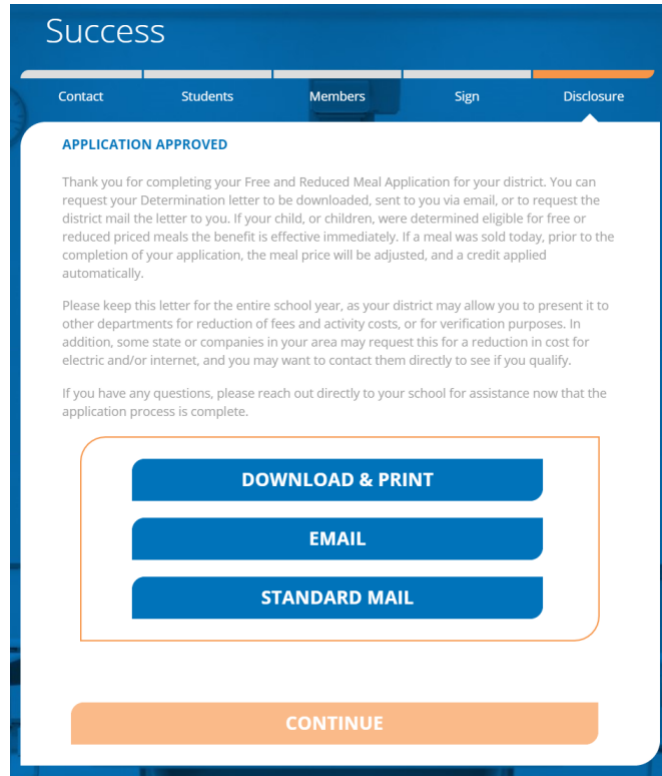 Success
Contact Students Members Sign Disclosure
APPLICATION APPROVED
Thank you for completing your Free and Reduced Meal Application for your district. You can
request your Determination letter to be downloaded, sent to you via email, or to request the
district mail the letter to you. If your child, or children, were determined eligible for free or
reduced priced meals the benefit is effective immediately. If a meal was sold today, prior to the
completion of your application, the meal price will be adjusted, and a credit applied
automatically.
Please keep this letter for the entire school year, as your district may allow you to present it to
other departments for reduction of fees and activity costs, or for verification purposes. In
addition, some state or companies in your area may request this for a reduction in cost for
electric and/or internet, and you may want to contact them directly to see if you qualify.
If you have any questions, please reach out directly to your school for assistance now that the
application process is complete.
DOWNLOAD & PRINT
EMAIL
STANDARD MAIL
CONTINUE